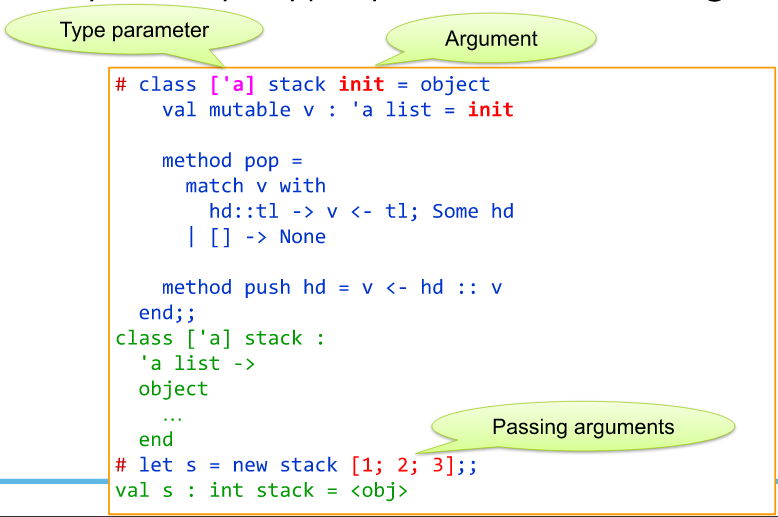 Type parameter
Argument
# class ['a] stack init = object
    val mutable v : 'a list = init

    method pop =
      match v with
        hd::tl -> v <- tl; Some hd
      | [] -> None

    method push hd = v <- hd :: v
  end;;
class ['a] stack :
  'a list ->
  object
    ...
  end
Passing arguments
# let s = new stack [1; 2; 3];;
val s : int stack = <obj>